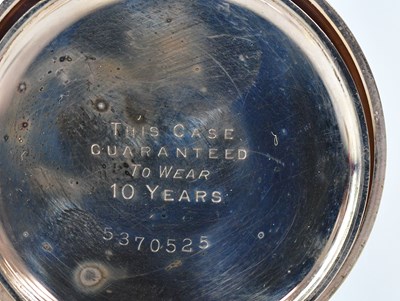 THIS CASE
GUARANTEED
TO WEAR
10 YEARS
5370525